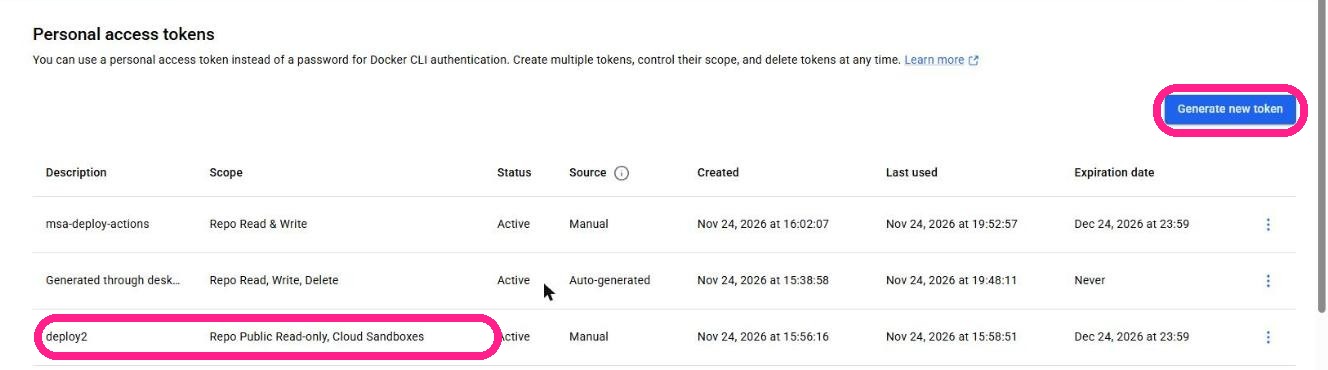 Personal access tokens
You can use a personal access token instead of a password for Docker CLI authentication. Create multiple tokens, control their scope, and delete tokens at any time. Learn more
Generate new token
Description Scope Status Source Created Last used Expiration date
msa-deploy-actions Repo Read & Write Active Manual Nov 24, 2026 at 16:02:07 Nov 24, 2026 at 19:52:57 Dec 24, 2026 at 23:59
Generated through desk... Repo Read, Write, Delete Active Auto-generated Nov 24, 2026 at 15:38:58 Nov 24, 2026 at 19:48:11 Never
deploy2 Repo Public Read-only, Cloud Sandboxes Active Manual Nov 24, 2026 at 15:56:16 Nov 24, 2026 at 15:58:51 Dec 24, 2026 at 23:59